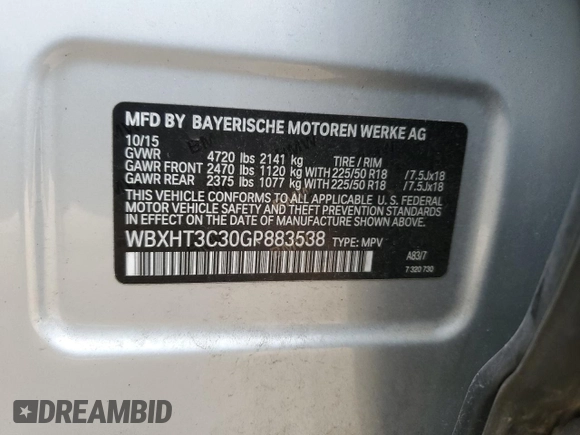 MFD BY BAYERISCHE MOTOREN WERKE AG
10/15
GVWR 4720 lbs 2141 kg TIRE / RIM
GAWR FRONT 2470 lbs 1120 kg WITH 225/50 R18 /7.5Jx18
GAWR REAR 2375 lbs 1077 kg WITH 225/50 R18 /7.5Jx18
THIS VEHICLE CONFORMS TO ALL APPLICABLE U. S. FEDERAL
MOTOR VEHICLE SAFETY STANDARDS IN EFFECT ON THE
DATE OF MANUFACTURE SHOWN ABOVE.
WBXHT3C30GP883538 TYPE: MPV
A83/7
7 320 730
DREAMBID